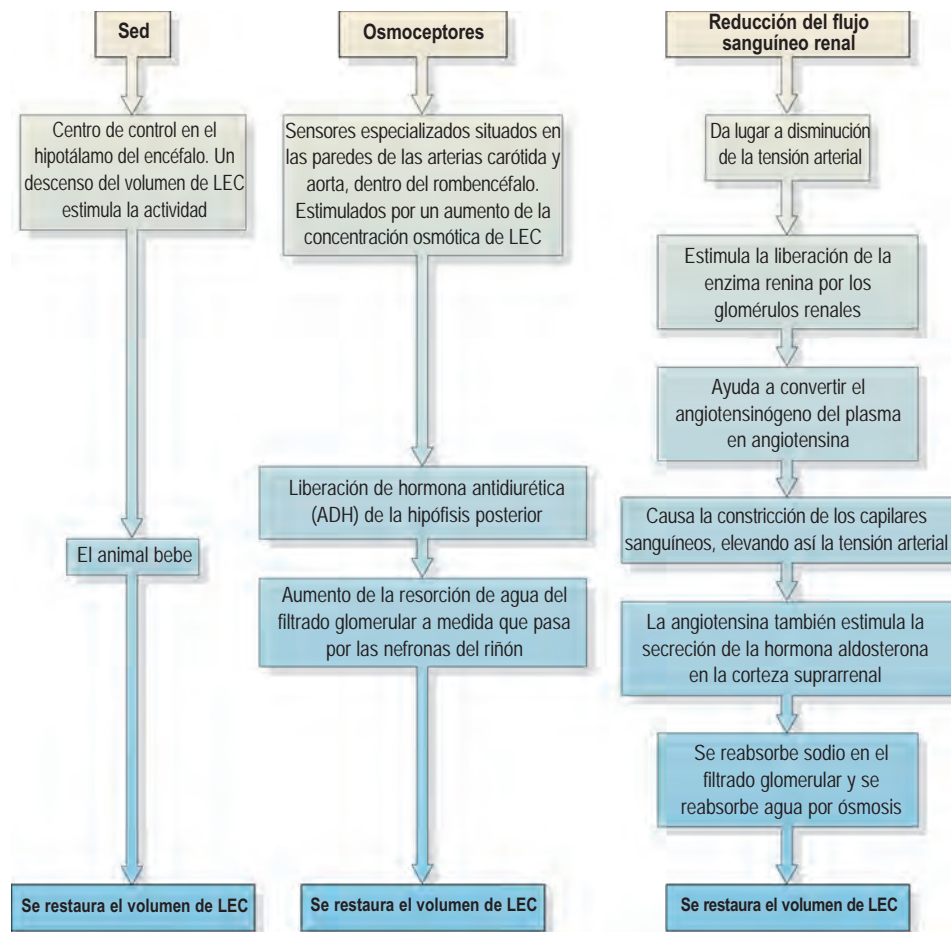 Sed
Centro de control en el
hipotálamo del encéfalo. Un
descenso del volumen de LEC
estimula la actividad
El animal bebe
Se restaura el volumen de LEC
Osmoceptores
Sensores especializados situados en
las paredes de las arterias carótida y
aorta, dentro del rombencéfalo.
Estimulados por un aumento de la
concentración osmótica de LEC
Liberación de hormona antidiurética
(ADH) de la hipófisis posterior
Aumento de la resorción de agua del
filtrado glomerular a medida que pasa
por las nefronas del riñón
Se restaura el volumen de LEC
Reducción del flujo
sanguíneo renal
Da lugar a disminución
de la tensión arterial
Estimula la liberación de la
enzima renina por los
glomérulos renales
Ayuda a convertir el
angiotensinógeno del plasma
en angiotensina
Causa la constricción de los capilares
sanguíneos, elevando así la tensión arterial
La angiotensina también estimula la
secreción de la hormona aldosterona
en la corteza suprarrenal
Se reabsorbe sodio en el
filtrado glomerular y se
reabsorbe agua por ósmosis
Se restaura el volumen de LEC